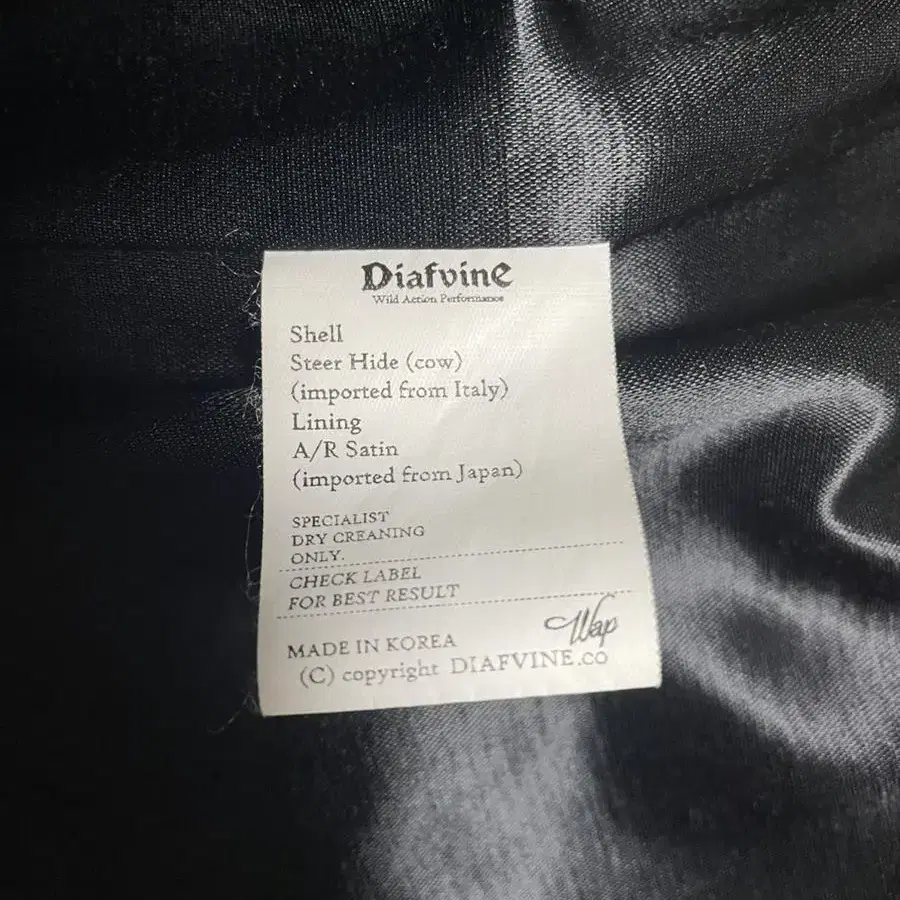 Diafvine
Wild Action Performance
Shell
Steer Hide (cow)
(imported from Italy)
Lining
A/R Satin
(imported from Japan)
SPECIALIST
DRY CREANING
ONLY.
CHECK LABEL
FOR BEST RESULT
Wap
MADE IN KOREA
(C) copyright DIAFVINE.co